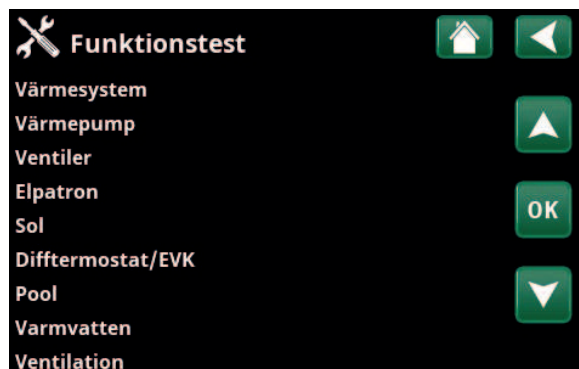 Funktionstest
Värmesystem
Värmepump
Ventiler
Elpatron
Sol
OK
Difftermostat/EVK
Pool
Varmvatten
Ventilation